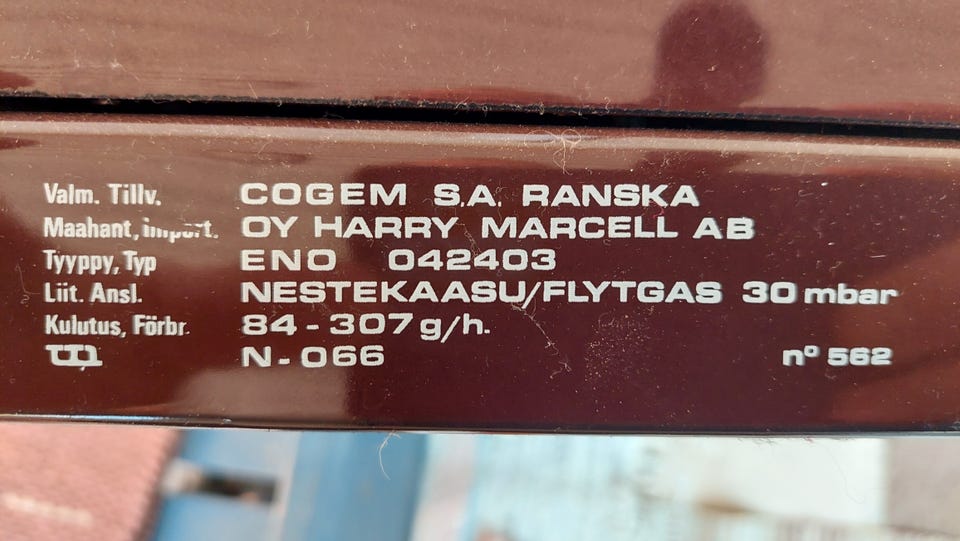 Valm. Tillv. COGEM S.A. RANSKA
Maahant, import. OY HARRY MARCELL AB
Tyyppy, Typ ENO 042403
Liit. Ansl. NESTEKAASU/FLYTGAS 30 mbar
Kulutus, Förbr. 84 - 307 g/h.
N - 066 nº 562